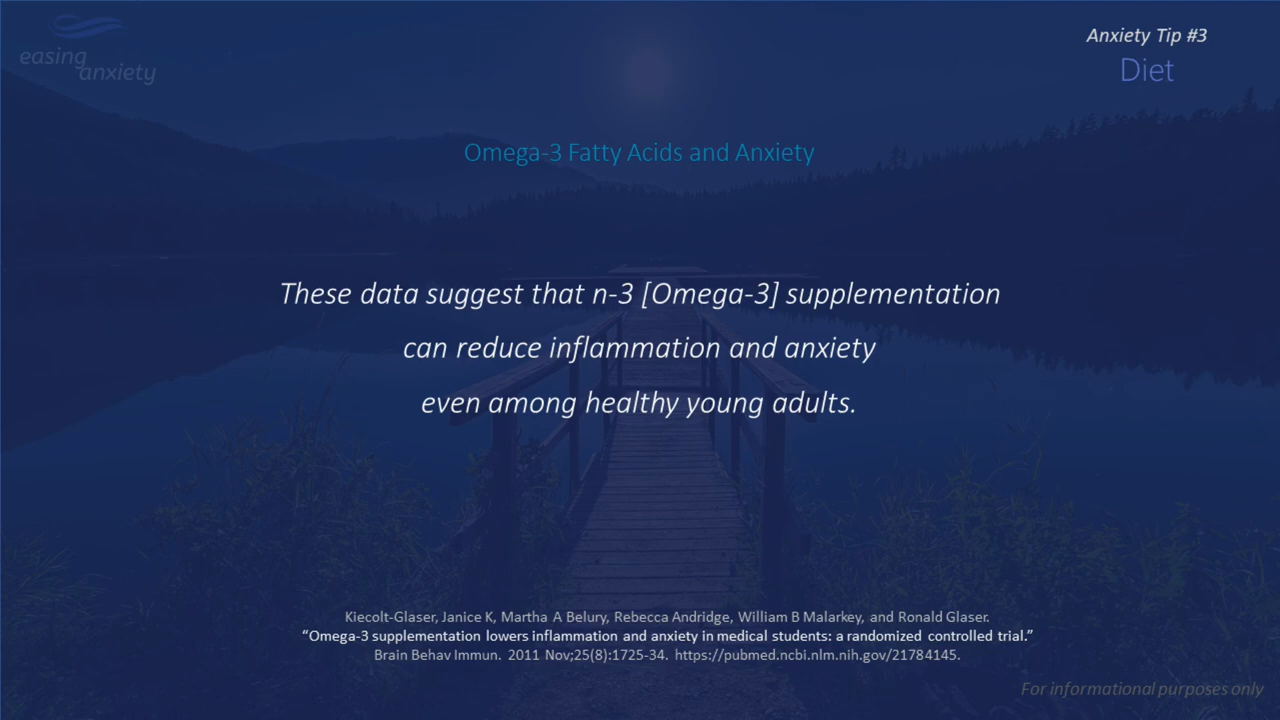 easing
anxiety
Anxiety Tip #3
Diet
Omega-3 Fatty Acids and Anxiety
These data suggest that n-3 [Omega-3] supplementation
can reduce inflammation and anxiety
even among healthy young adults.
Kiecolt-Glaser, Janice K, Martha A Belury, Rebecca Andridge, William B Malarkey, and Ronald Glaser.
“Omega-3 supplementation lowers inflammation and anxiety in medical students: a randomized controlled trial.”
Brain Behav Immun. 2011 Nov;25(8):1725-34. https://pubmed.ncbi.nlm.nih.gov/21784145.
For informational purposes only